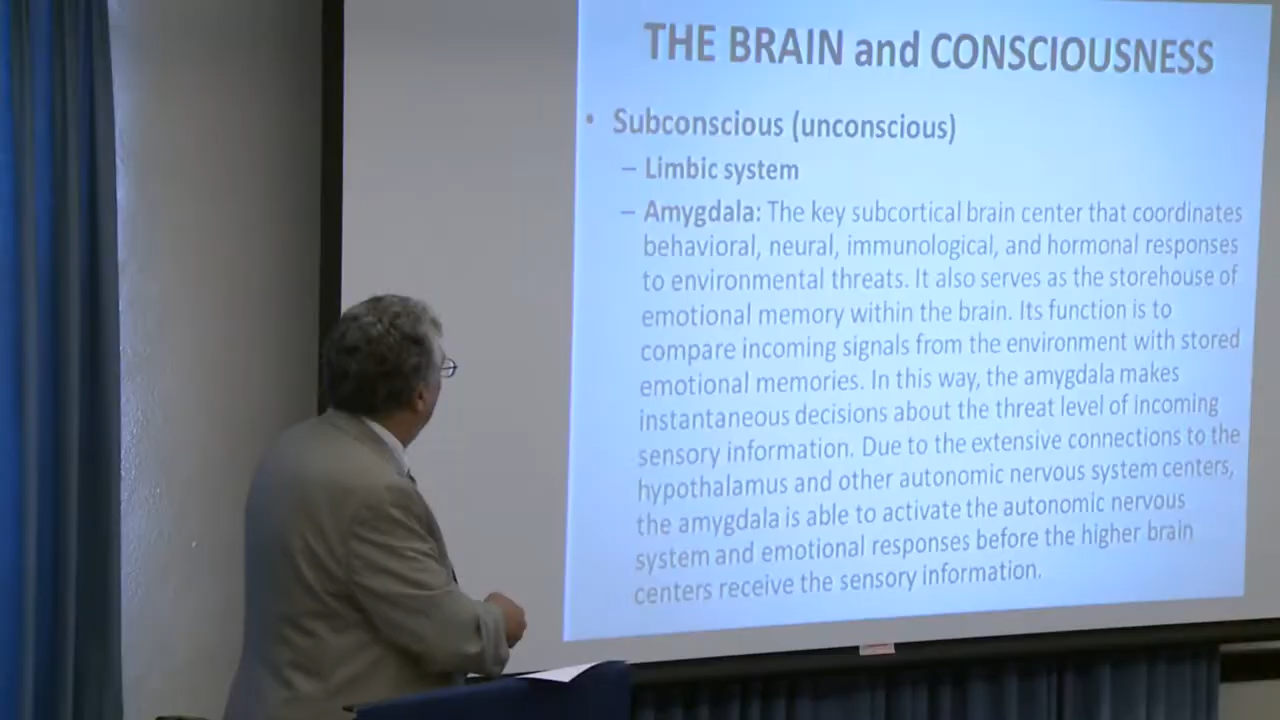 THE BRAIN and CONSCIOUSNESS
• Subconscious (unconscious)
– Limbic system
– Amygdala: The key subcortical brain center that coordinates
behavioral, neural, immunological, and hormonal responses
to environmental threats. It also serves as the storehouse of
emotional memory within the brain. Its function is to
compare incoming signals from the environment with stored
emotional memories. In this way, the amygdala makes
instantaneous decisions about the threat level of incoming
sensory information. Due to the extensive connections to the
hypothalamus and other autonomic nervous system centers,
the amygdala is able to activate the autonomic nervous
system and emotional responses before the higher brain
centers receive the sensory information.